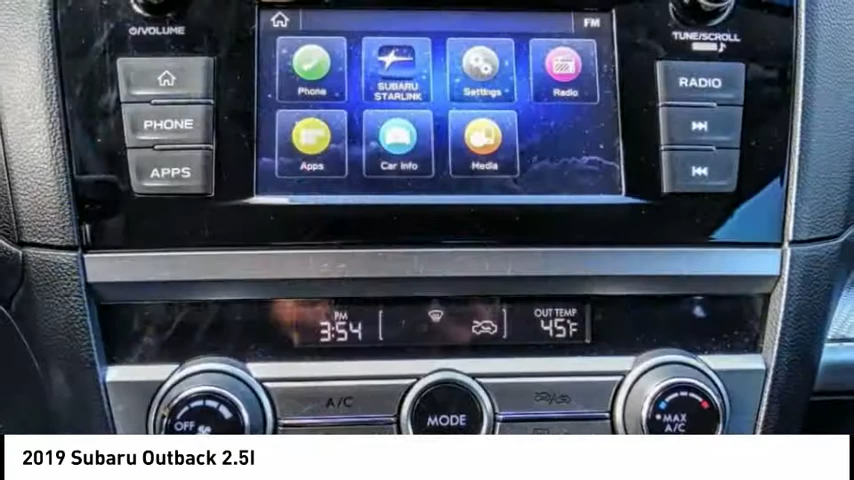 FM
VOLUME
TUNE/SCROLL
Phone
SUBARU
STARLINK
Settings
Radio
RADIO
PHONE
Apps
Car Info
Media
APPS
PM
3:54
OUT TEMP
45°F
A/C
OFF
MODE
MAX
A/C
2019 Subaru Outback 2.5I